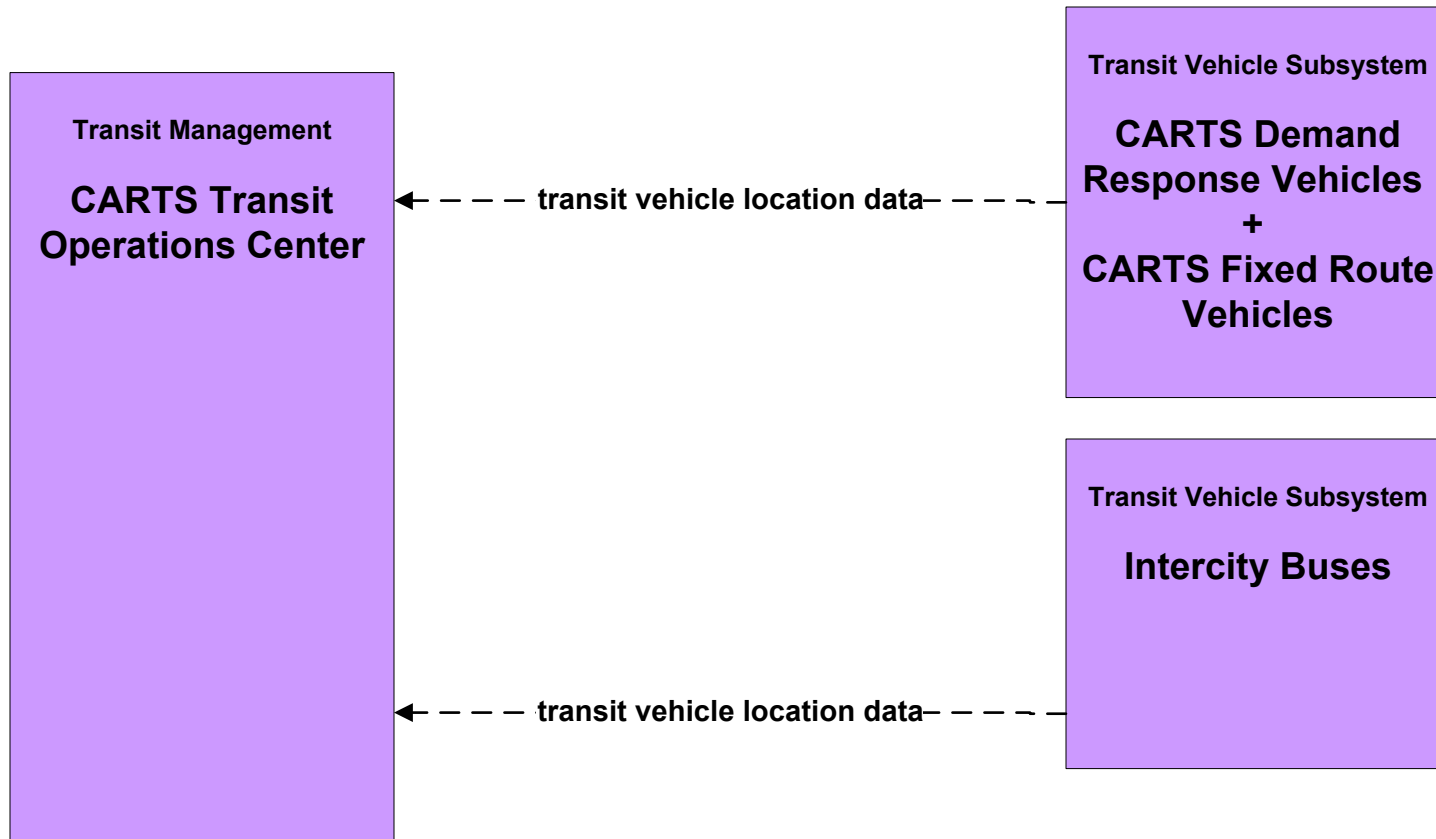 Transit Management
CARTS Transit
Operations Center
transit vehicle location data
Transit Vehicle Subsystem
CARTS Demand
Response Vehicles
+
CARTS Fixed Route
Vehicles
transit vehicle location data
Transit Vehicle Subsystem
Intercity Buses